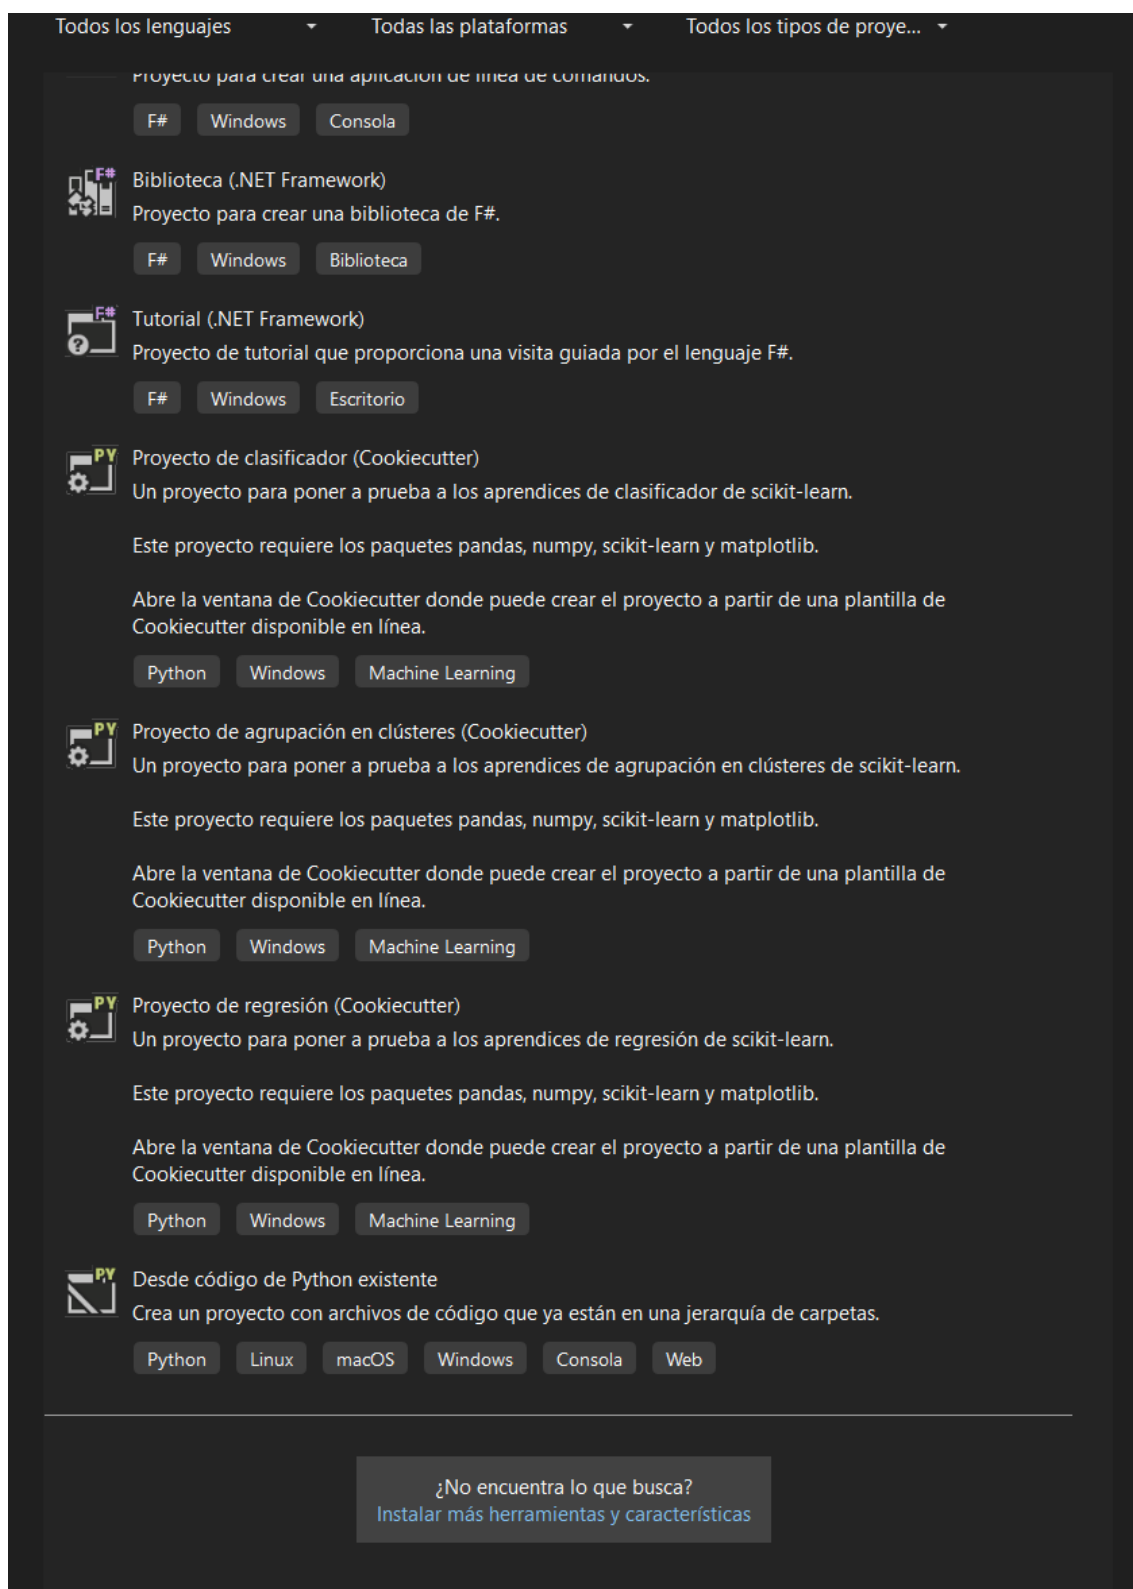 Todos los lenguajes
Todas las plataformas
Todos los tipos de proye...
Proyecto para crear una aplicación de línea de comandos.
F#
Windows
Consola
F#
Biblioteca (.NET Framework)
Proyecto para crear una biblioteca de F#.
F#
Windows
Biblioteca
F#
Tutorial (.NET Framework)
Proyecto de tutorial que proporciona una visita guiada por el lenguaje F#.
F#
Windows
Escritorio
PY
Proyecto de clasificador (Cookiecutter)
Un proyecto para poner a prueba a los aprendices de clasificador de scikit-learn.
Este proyecto requiere los paquetes pandas, numpy, scikit-learn y matplotlib.
Abre la ventana de Cookiecutter donde puede crear el proyecto a partir de una plantilla de
Cookiecutter disponible en línea.
Python
Windows
Machine Learning
PY
Proyecto de agrupación en clústeres (Cookiecutter)
Un proyecto para poner a prueba a los aprendices de agrupación en clústeres de scikit-learn.
Este proyecto requiere los paquetes pandas, numpy, scikit-learn y matplotlib.
Abre la ventana de Cookiecutter donde puede crear el proyecto a partir de una plantilla de
Cookiecutter disponible en línea.
Python
Windows
Machine Learning
PY
Proyecto de regresión (Cookiecutter)
Un proyecto para poner a prueba a los aprendices de regresión de scikit-learn.
Este proyecto requiere los paquetes pandas, numpy, scikit-learn y matplotlib.
Abre la ventana de Cookiecutter donde puede crear el proyecto a partir de una plantilla de
Cookiecutter disponible en línea.
Python
Windows
Machine Learning
PY
Desde código de Python existente
Crea un proyecto con archivos de código que ya están en una jerarquía de carpetas.
Python
Linux
macOS
Windows
Consola
Web
¿No encuentra lo que busca?
Instalar más herramientas y características